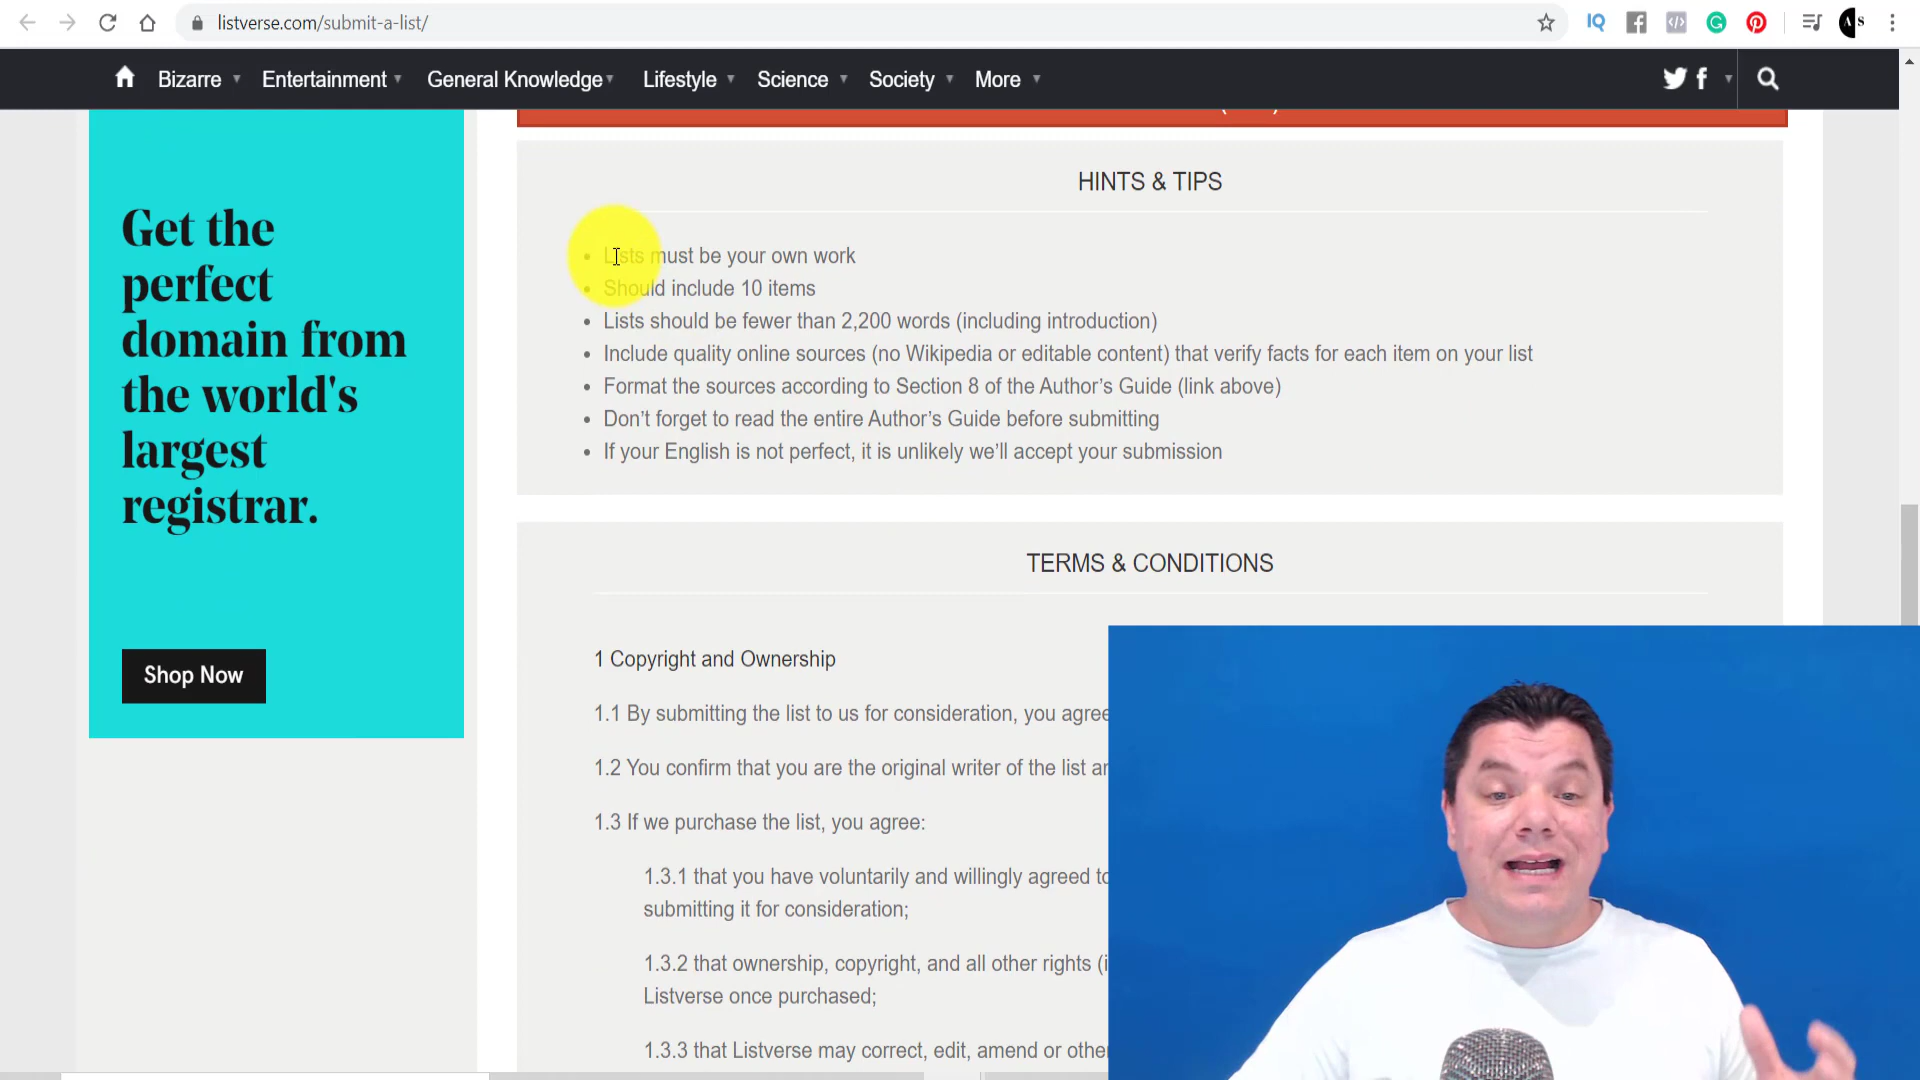 listverse.com/submit-a-list/
Bizarre Entertainment General Knowledge Lifestyle Science Society More
Get the
perfect
domain from
the world's
largest
registrar.
Shop Now
HINTS & TIPS
Lists must be your own work
Should include 10 items
Lists should be fewer than 2,200 words (including introduction)
Include quality online sources (no Wikipedia or editable content) that verify facts for each item on your list
Format the sources according to Section 8 of the Author's Guide (link above)
Don't forget to read the entire Author's Guide before submitting
If your English is not perfect, it is unlikely we'll accept your submission
TERMS & CONDITIONS
1 Copyright and Ownership
1.1 By submitting the list to us for consideration, you agree
1.2 You confirm that you are the original writer of the list
1.3 If we purchase the list, you agree:
1.3.1 that you have voluntarily and willingly agreed
submitting it for consideration;
1.3.2 that ownership, copyright, and all other rights
Listverse once purchased;
1.3.3 that Listverse may correct, edit, amend or